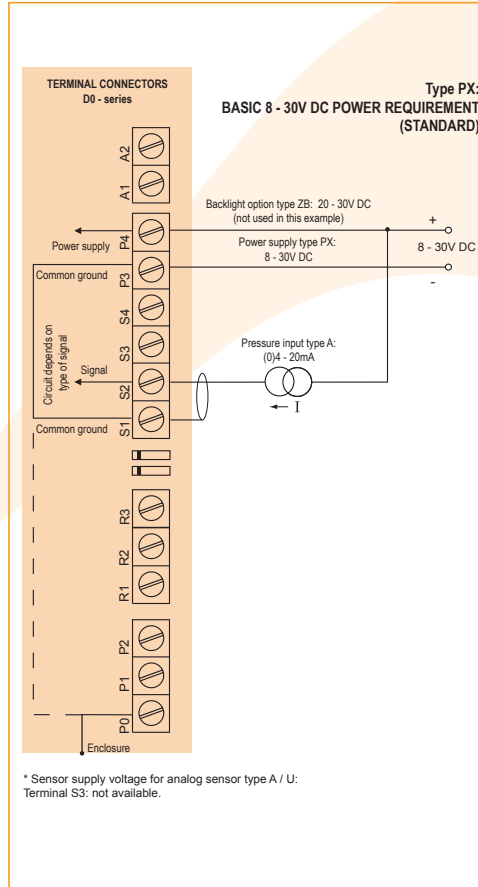 TERMINAL CONNECTORS
D0 - series
Type PX:
BASIC 8 - 30V DC POWER REQUIREMENT
(STANDARD)
A2
A1
Backlight option type ZB: 20 - 30V DC
(not used in this example)
P4
+
Power supply
Power supply type PX:
8 - 30V DC
8 - 30V DC
Common ground
P3
-
S4
S3
Circuit depends on
type of signal
Pressure input type A:
(0)4 - 20mA
Signal
S2
I
Common ground
S1
R3
R2
R1
P2
P1
P0
Enclosure
* Sensor supply voltage for analog sensor type A / U:
Terminal S3: not available.